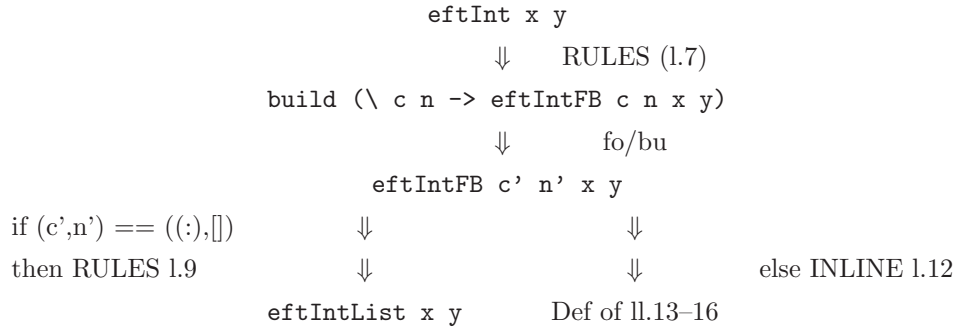 eftInt x y
⇓ RULES (l.7)
build (\ c n -> eftIntFB c n x y)
⇓ fo/bu
eftIntFB c’ n’ x y
if (c’,n’) == ((:),[]) ⇓ ⇓
then RULES l.9 ⇓ ⇓ else INLINE l.12
eftIntList x y Def of ll.13–16